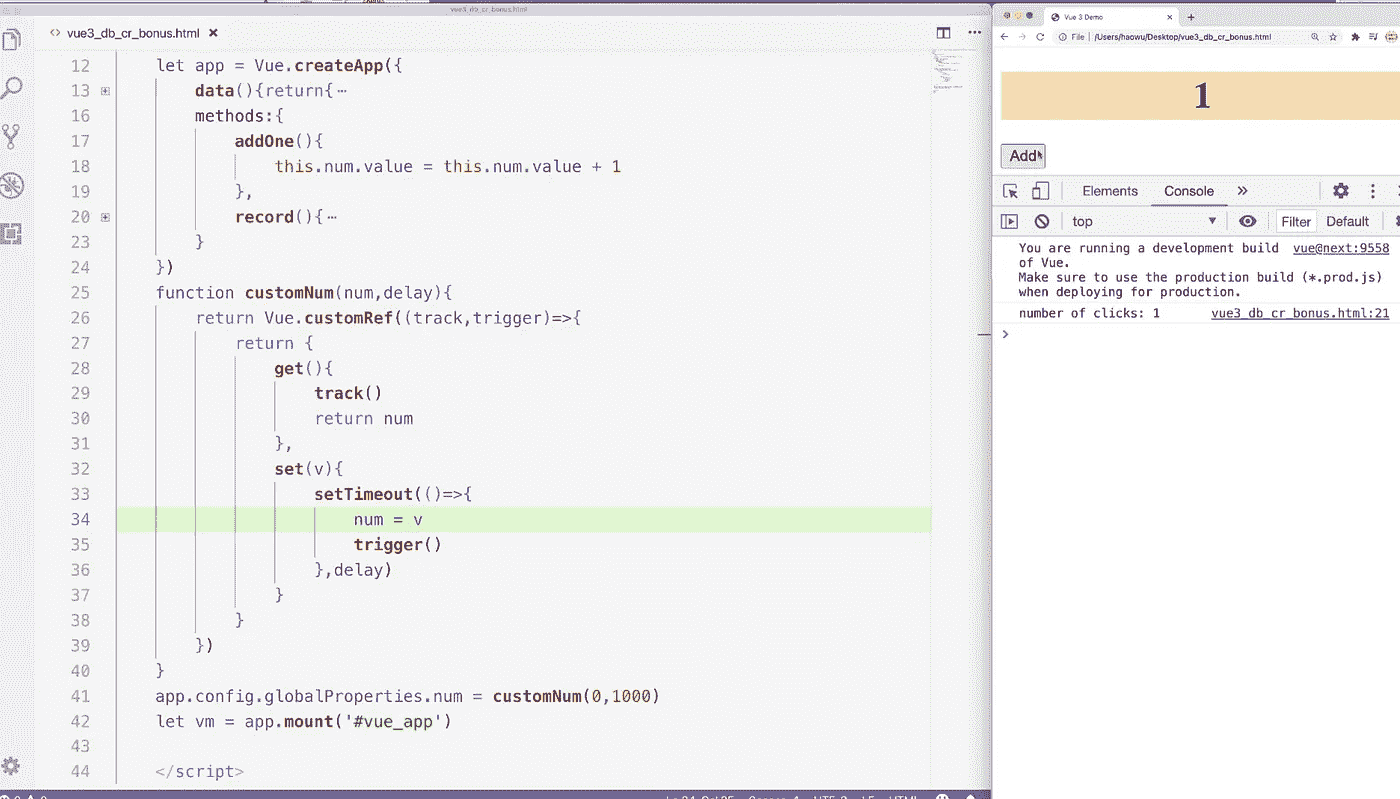 vue3_db_cr_bonus.html
vue3_db_cr_bonus.html
12 let app = Vue.createApp({
13 data(){return{⋯
16 methods:{
17 addOne(){
18 this.num.value = this.num.value + 1
19 },
20 record(){⋯
23 }
24 })
25 function customNum(num,delay){
26 return Vue.customRef((track,trigger)=>{
27 return {
28 get(){
29 track()
30 return num
31 },
32 set(v){
33 setTimeout(()=>{
34 num = v
35 trigger()
36 },delay)
37 }
38 }
39 })
40 }
41 app.config.globalProperties.num = customNum(0,1000)
42 let vm = app.mount('#vue_app')
43
44 </script>
Vue 3 Demo
File | /Users/haowu/Desktop/vue3_db_cr_bonus.html
1
Add
Elements Console »
top Filter Default
You are running a development build vue@next:9558
of Vue.
Make sure to use the production build (*.prod.js)
when deploying for production.
number of clicks: 1 vue3_db_cr_bonus.html:21
>